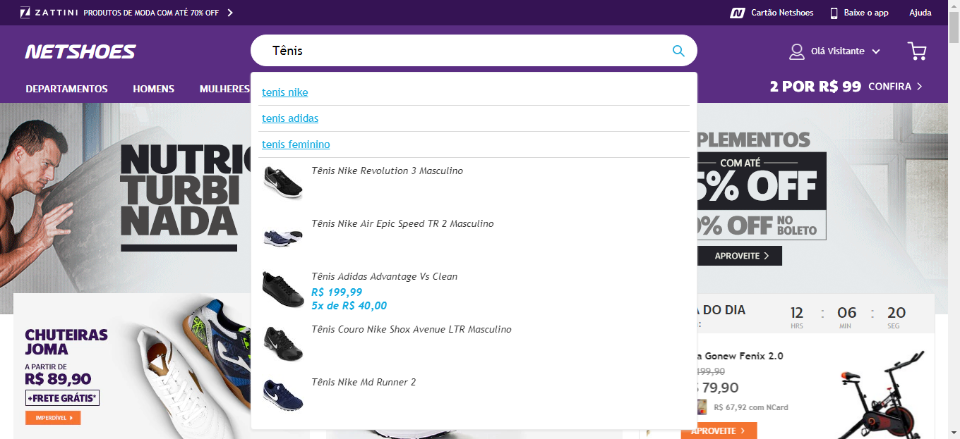 ZATTINI PRODUTOS DE MODA COM ATÉ 70% OFF
Cartão Netshoes
Baixe o app
Ajuda
NETSHOES
Tênis
Olá Visitante
DEPARTAMENTOS
HOMENS
MULHERES
2 POR R$ 99 CONFIRA
tenis nike
tenis adidas
tenis feminino
Tênis Nike Revolution 3 Masculino
Tênis Nike Air Epic Speed TR 2 Masculino
Tênis Adidas Advantage Vs Clean
R$ 199,99
5x de R$ 40,00
Tênis Couro Nike Shox Avenue LTR Masculino
Tênis Nike Md Runner 2
NUTRIC
TURBI
NADA
PLEMENTOS
COM ATÉ
5% OFF
0% OFF NO
BOLETO
APROVEITE
CHUTEIRAS
JOMA
A PARTIR DE
R$ 89,90
+FRETE GRÁTIS*
IMPERDÍVEL
A DO DIA
12 : 06 : 20
HRS MIN SEG
a Gonew Fenix 2.0
199,90
79,90
R$ 67,92 com NCard
APROVEITE